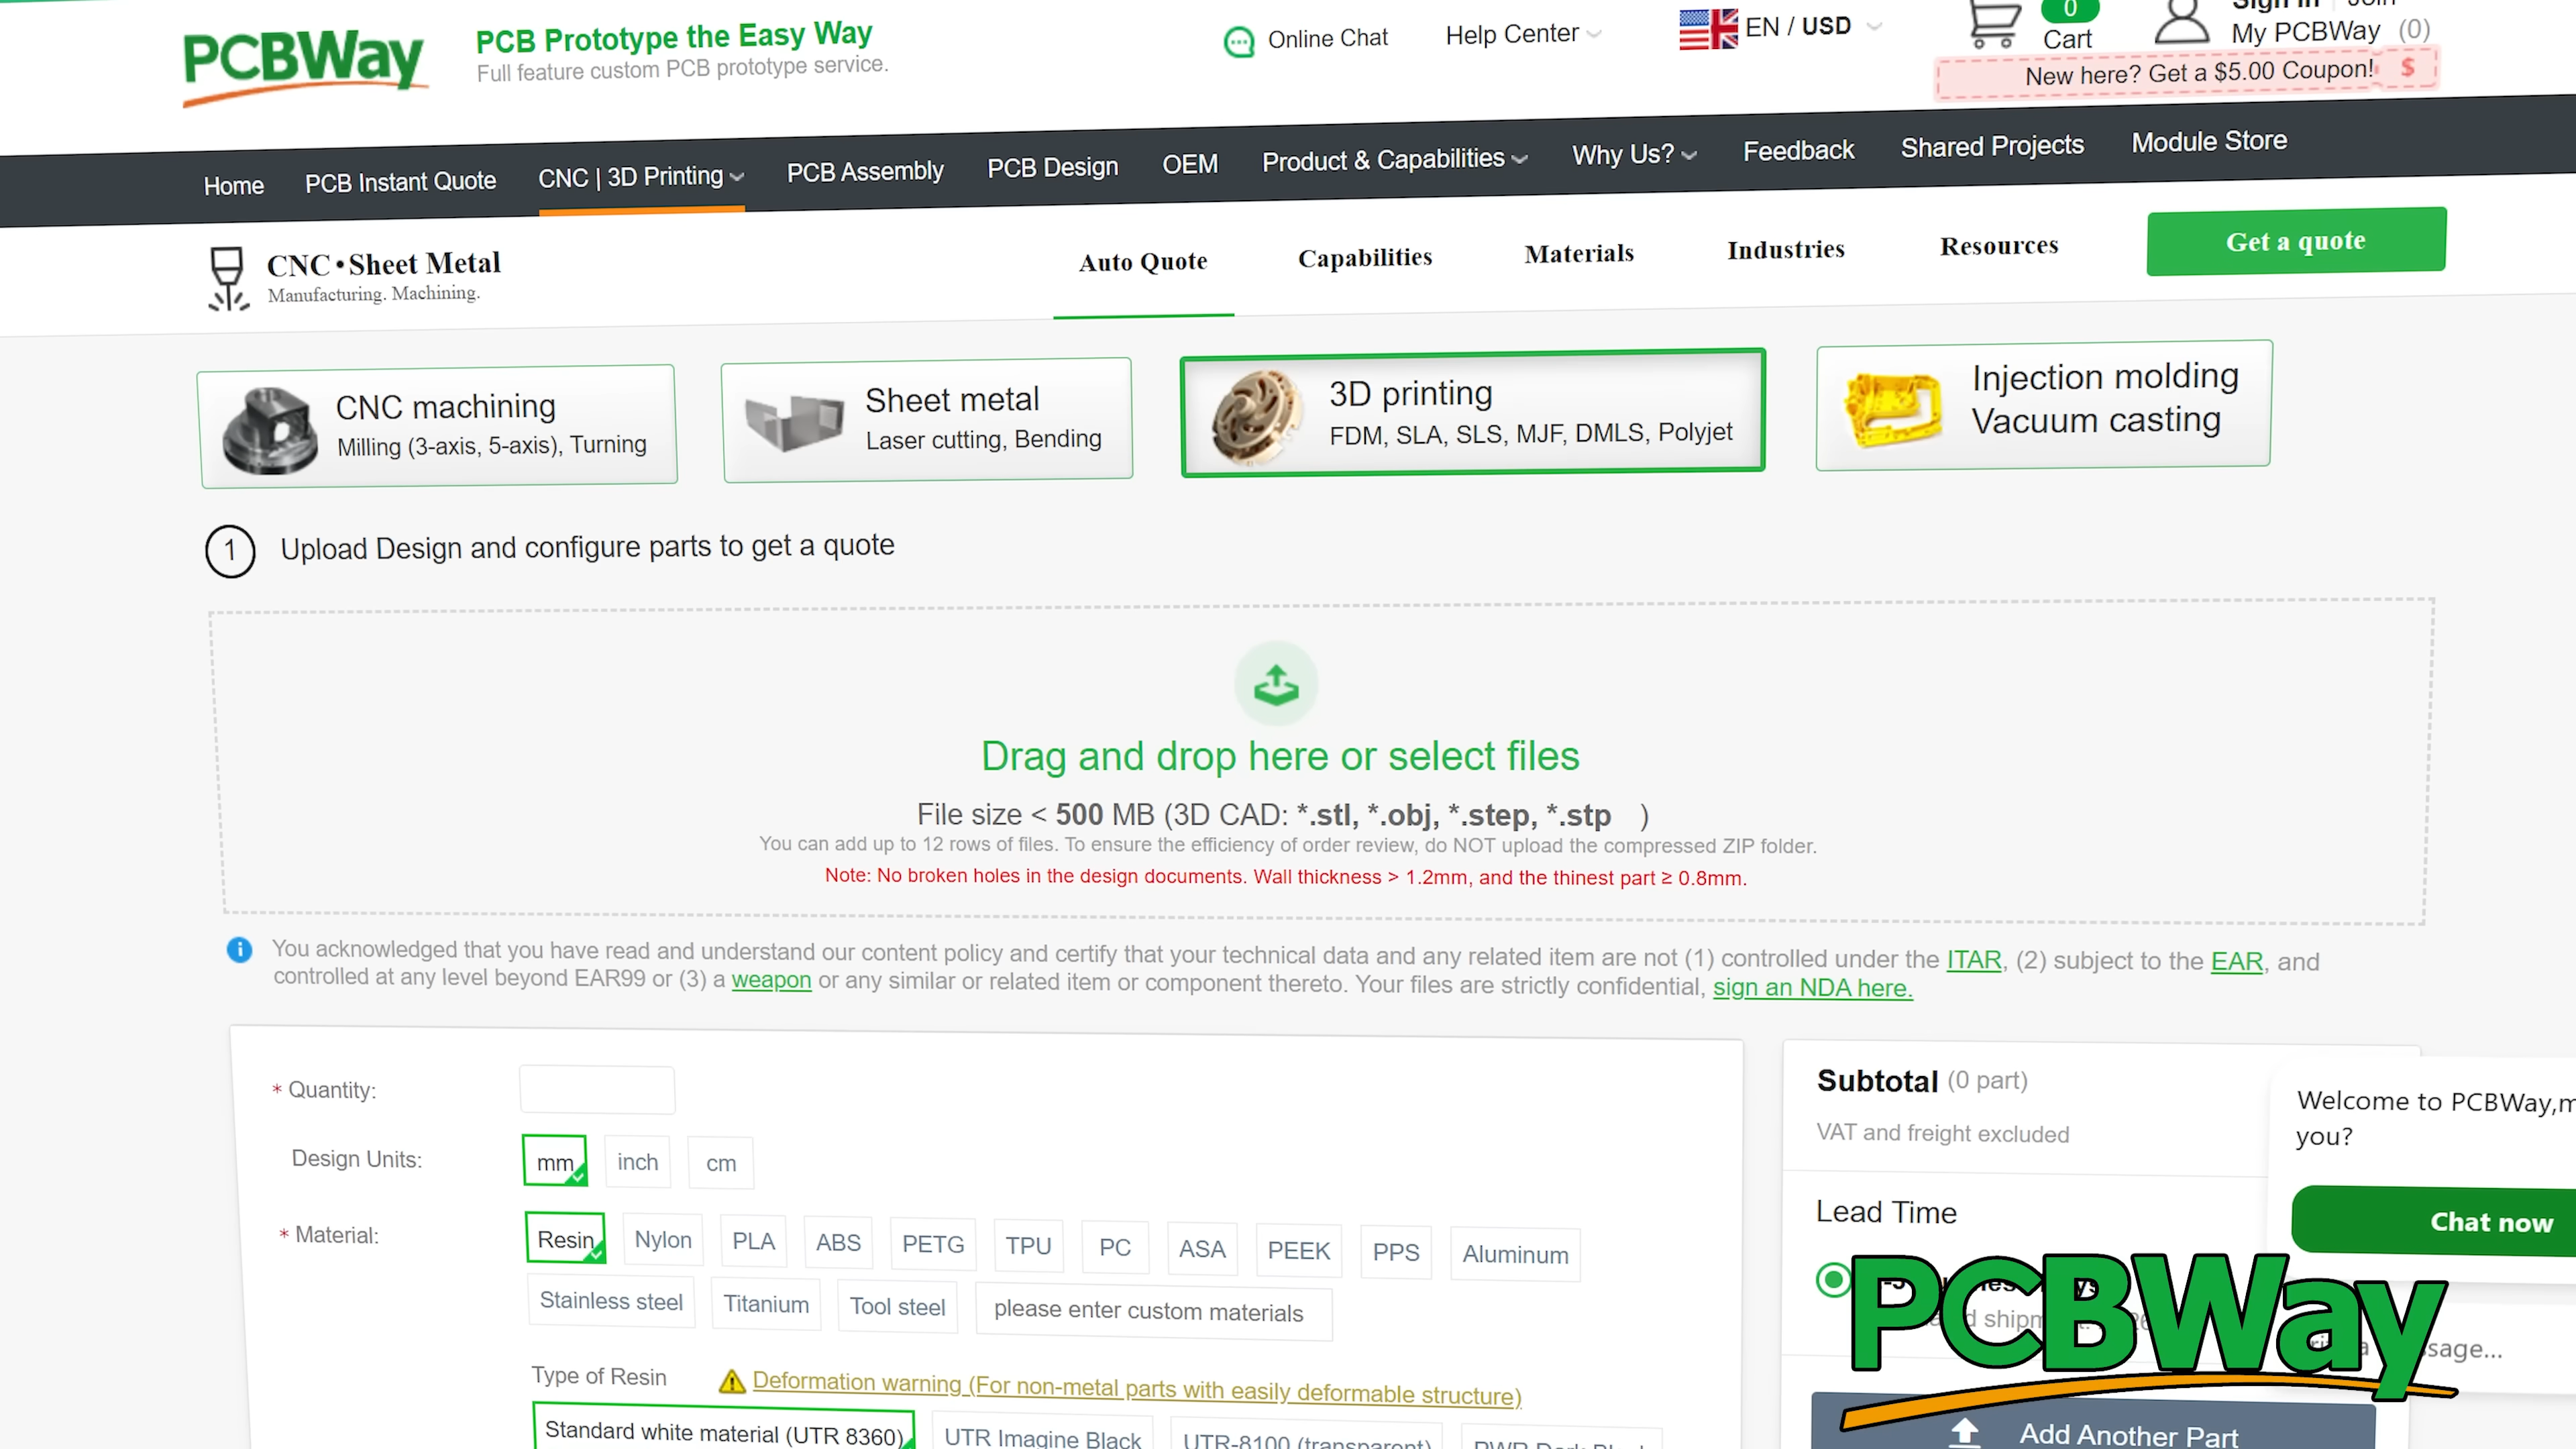 PCBWay
PCB Prototype the Easy Way
Full feature custom PCB prototype service.
Online Chat
Help Center
EN / USD
0
Cart
Sign in | Join
My PCBWay (0)
New here? Get a $5.00 Coupon! $
Home
PCB Instant Quote
CNC | 3D Printing
PCB Assembly
PCB Design
OEM
Product & Capabilities
Why Us?
Feedback
Shared Projects
Module Store
CNC•Sheet Metal
Manufacturing. Machining.
Auto Quote
Capabilities
Materials
Industries
Resources
Get a quote
CNC machining
Milling (3-axis, 5-axis), Turning
Sheet metal
Laser cutting, Bending
3D printing
FDM, SLA, SLS, MJF, DMLS, Polyjet
Injection molding
Vacuum casting
1 Upload Design and configure parts to get a quote
Drag and drop here or select files
File size < 500 MB (3D CAD: *.stl, *.obj, *.step, *.stp )
You can add up to 12 rows of files. To ensure the efficiency of order review, do NOT upload the compressed ZIP folder.
Note: No broken holes in the design documents. Wall thickness > 1.2mm, and the thinest part ≥ 0.8mm.
You acknowledged that you have read and understand our content policy and certify that your technical data and any related item are not (1) controlled under the ITAR, (2) subject to the EAR, and
controlled at any level beyond EAR99 or (3) a weapon or any similar or related item or component thereto. Your files are strictly confidential, sign an NDA here.
* Quantity:
Design Units:
mm
inch
cm
* Material:
Resin
Nylon
PLA
ABS
PETG
TPU
PC
ASA
PEEK
PPS
Aluminum
Stainless steel
Titanium
Tool steel
please enter custom materials
Type of Resin
Deformation warning (For non-metal parts with easily deformable structure)
Standard white material (UTR 8360)
UTR Imagine Black
UTR-8100 (transparent)
Subtotal (0 part)
VAT and freight excluded
Lead Time
Welcome to PCBWay,
you?
Chat now
PCBWay
Add Another Part